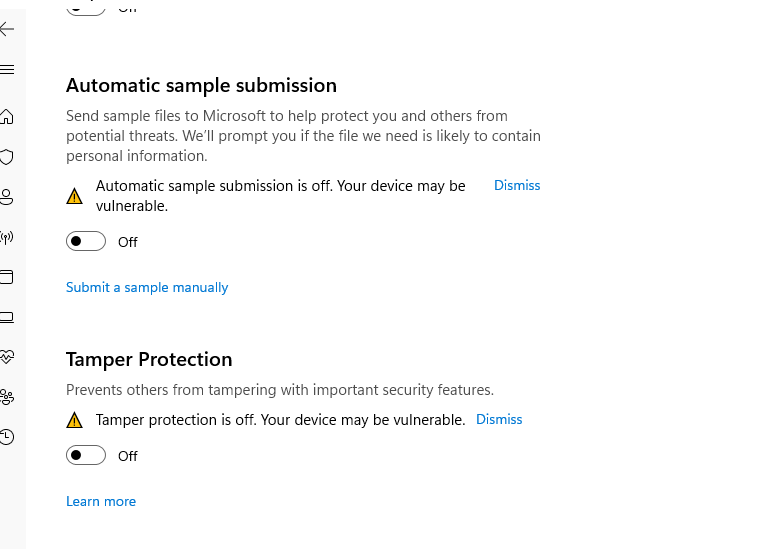 Off
Automatic sample submission
Send sample files to Microsoft to help protect you and others from
potential threats. We'll prompt you if the file we need is likely to contain
personal information.
Automatic sample submission is off. Your device may be Dismiss
vulnerable.
Off
Submit a sample manually
Tamper Protection
Prevents others from tampering with important security features.
Tamper protection is off. Your device may be vulnerable. Dismiss
Off
Learn more